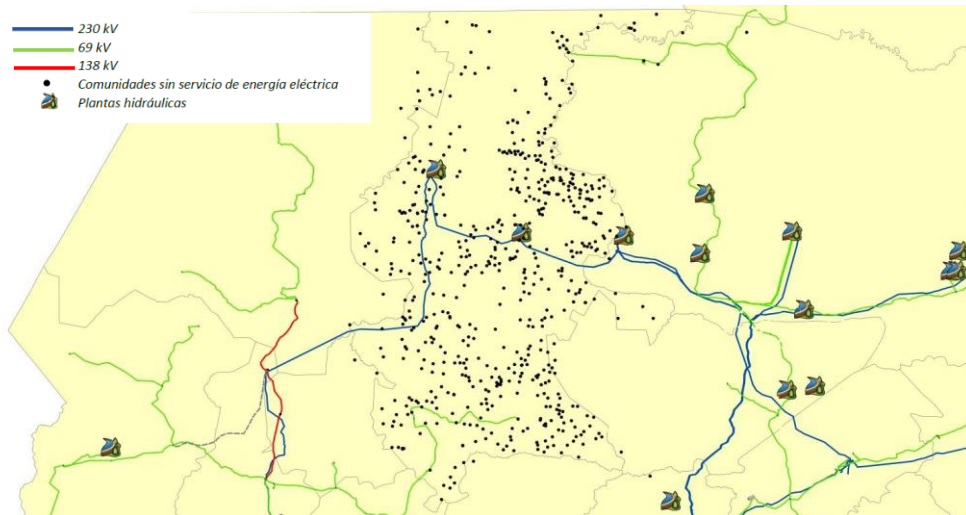 230 kV
69 kV
138 kV
Comunidades sin servicio de energía eléctrica
Plantas hidráulicas